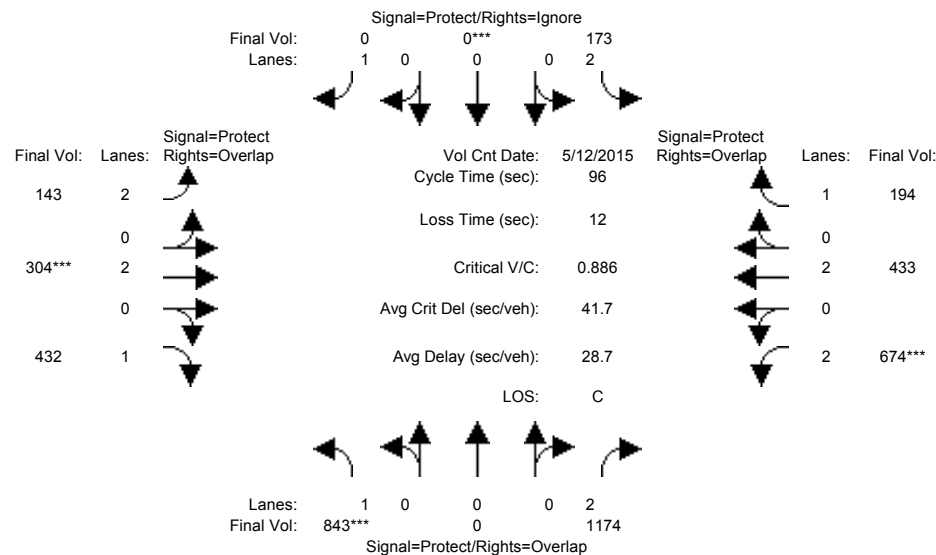 Signal=Protect/Rights=Ignore
Final Vol: 0 0*** 173
Lanes: 1 0 0 0 2
Signal=Protect Signal=Protect
Final Vol: Lanes: Rights=Overlap Vol Cnt Date: 5/12/2015 Rights=Overlap Lanes: Final Vol:
Cycle Time (sec): 96
143 2 1 194
Loss Time (sec): 12
0 0
304*** 2 Critical V/C: 0.886 2 433
0 Avg Crit Del (sec/veh): 41.7 0
432 1 Avg Delay (sec/veh): 28.7 2 674***
LOS: C
Lanes: 1 0 0 0 2
Final Vol: 843*** 0 1174
Signal=Protect/Rights=Overlap